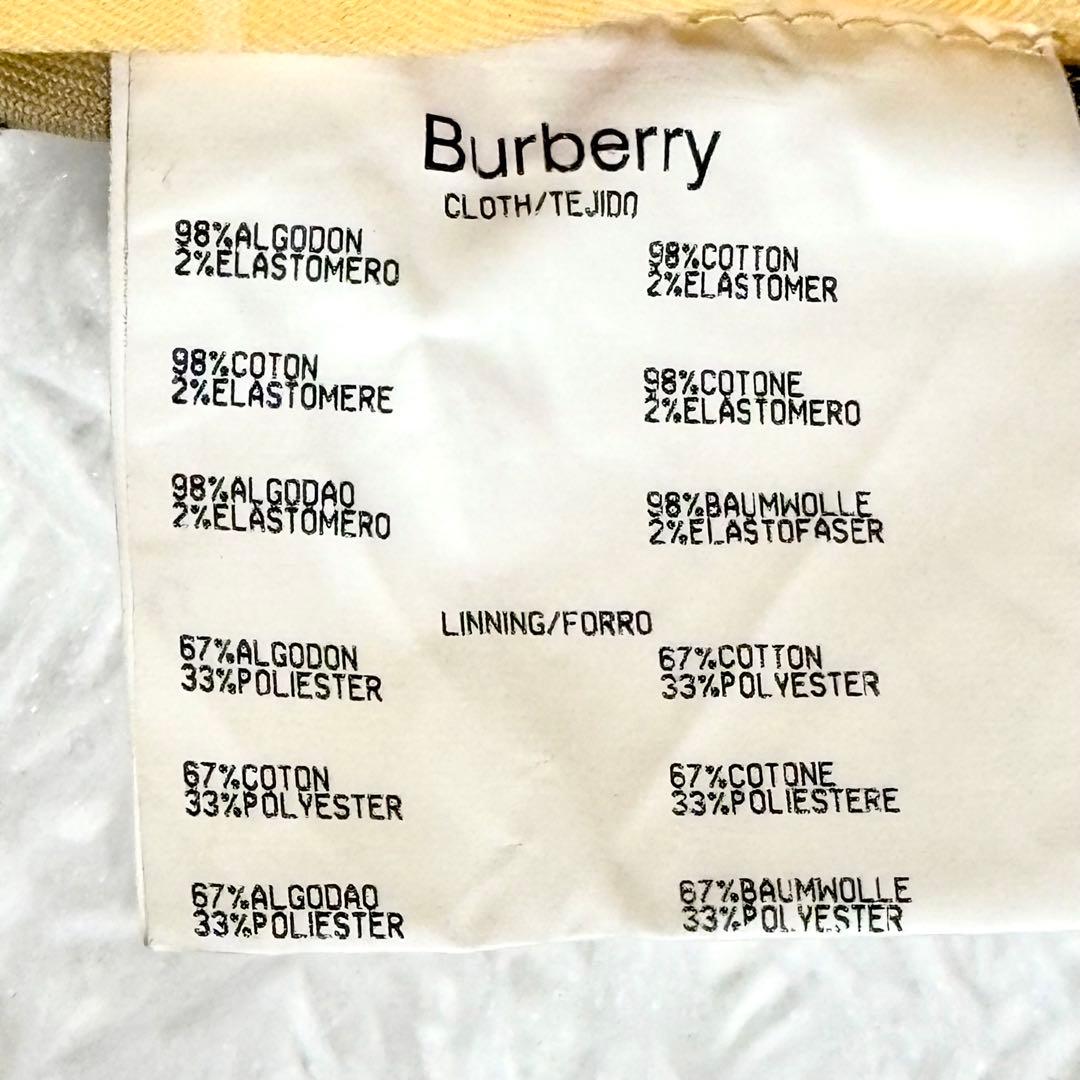 Burberry
CLOTH/TEJIDO
98%ALGODON
2%ELASTOMERO
98%COTTON
2%ELASTOMER
98%COTON
2%ELASTOMERE
98%COTONE
2%ELASTOMERO
98%ALGODAO
2%ELASTOMERO
98%BAUMWOLLE
2%ELASTOFASER
LINNING/FORRO
67%ALGODON
33%POLIESTER
67%COTTON
33%POLYESTER
67%COTON
33%POLYESTER
67%COTONE
33%POLIESTERE
67%ALGODAO
33%POLIESTER
67%BAUMWOLLE
33%POLYESTER